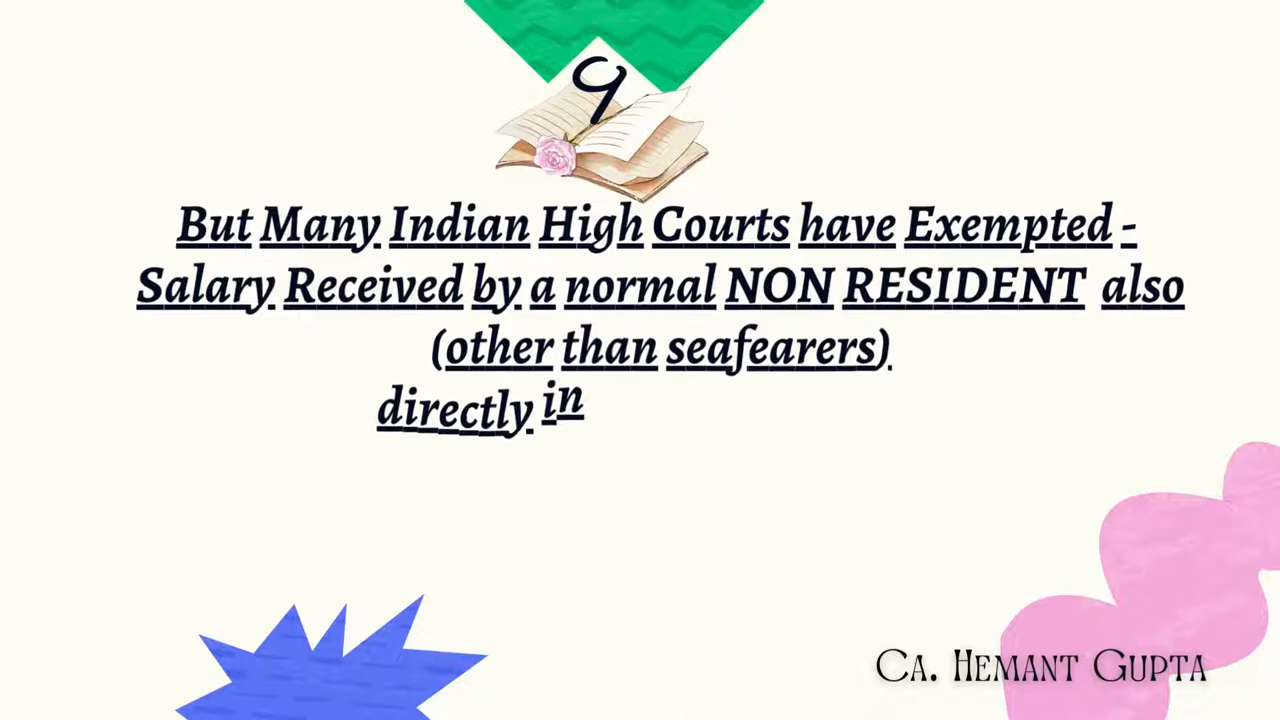 9
But Many Indian High Courts have Exempted -
Salary Received by a normal NON RESIDENT also
(other than seafearers)
directly in
CA. HEMANT GUPTA